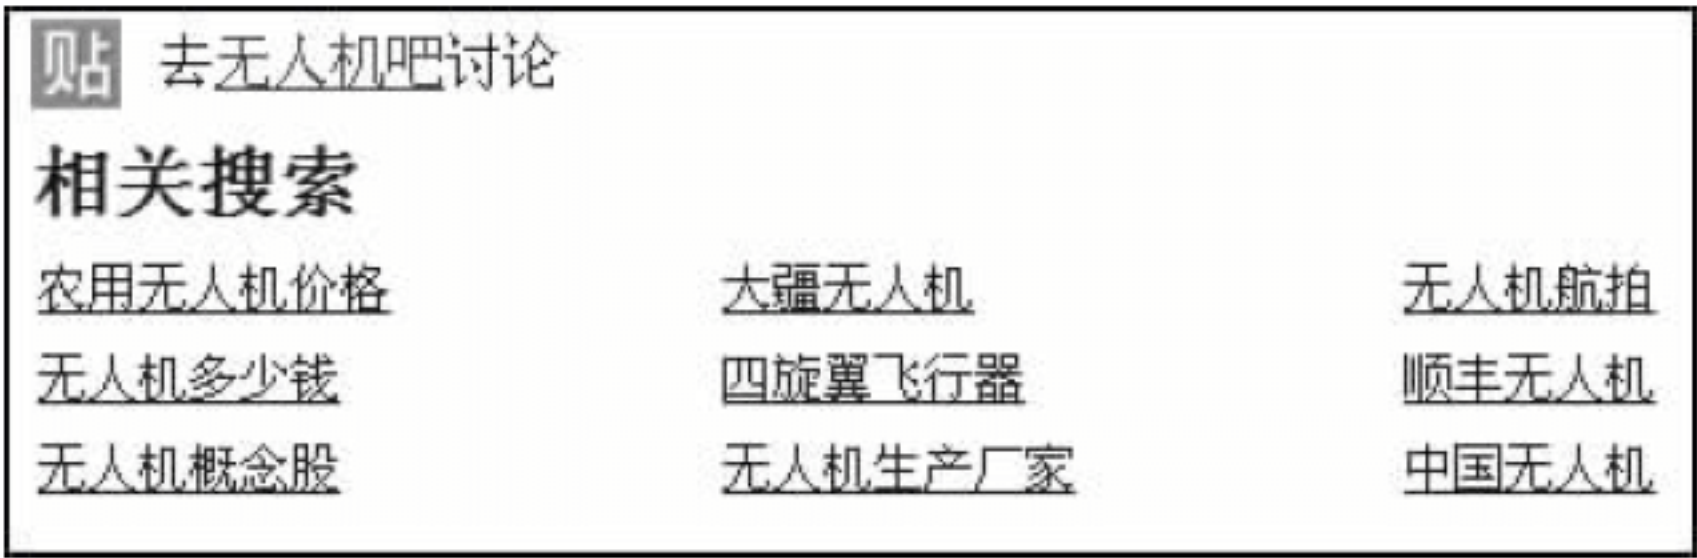 贴 去无人机吧讨论
相关搜索
农用无人机价格 大疆无人机 无人机航拍
无人机多少钱 四旋翼飞行器 顺丰无人机
无人机概念股 无人机生产厂家 中国无人机